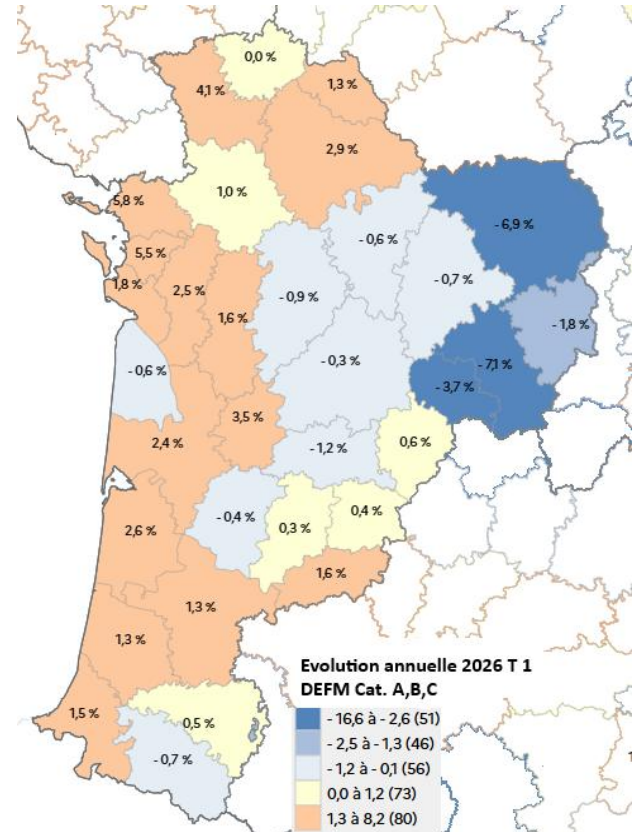 0,0 %
4,1 %
1,3 %
2,9 %
1,0 %
5,8 %
- 6,9 %
- 0,6 %
5,5 %
- 0,7 %
1,8 %
2,5 %
- 0,9 %
1,6 %
- 1,8 %
- 0,3 %
- 7,1 %
- 0,6 %
- 3,7 %
3,5 %
2,4 %
0,6 %
- 1,2 %
0,4 %
- 0,4 %
0,3 %
2,6 %
1,6 %
1,3 %
1,3 %
1,5 %
0,5 %
- 0,7 %
Evolution annuelle 2026 T 1
DEFM Cat. A,B,C
- 16,6 à - 2,6 (51)
- 2,5 à - 1,3 (46)
- 1,2 à - 0,1 (56)
0,0 à 1,2 (73)
1,3 à 8,2 (80)